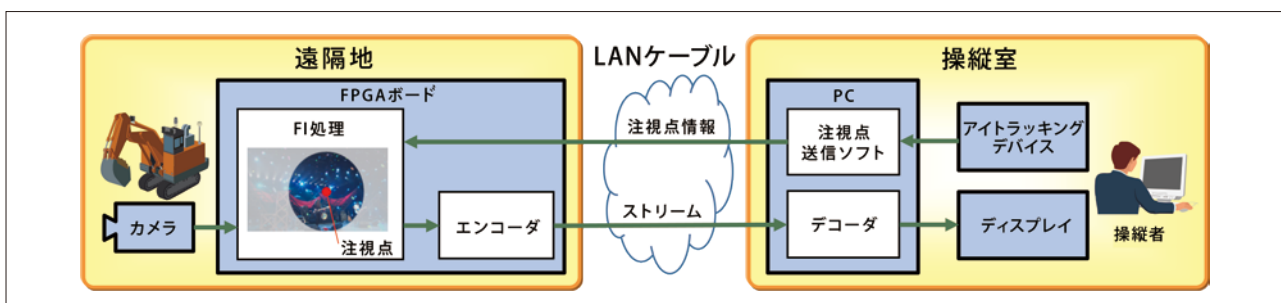 遠隔地
FPGAボード
FI処理
注視点
カメラ
エンコーダ
LANケーブル
注視点情報
ストリーム
操縦室
PC
注視点
送信ソフト
デコーダ
アイトラッキング
デバイス
ディスプレイ
操縦者